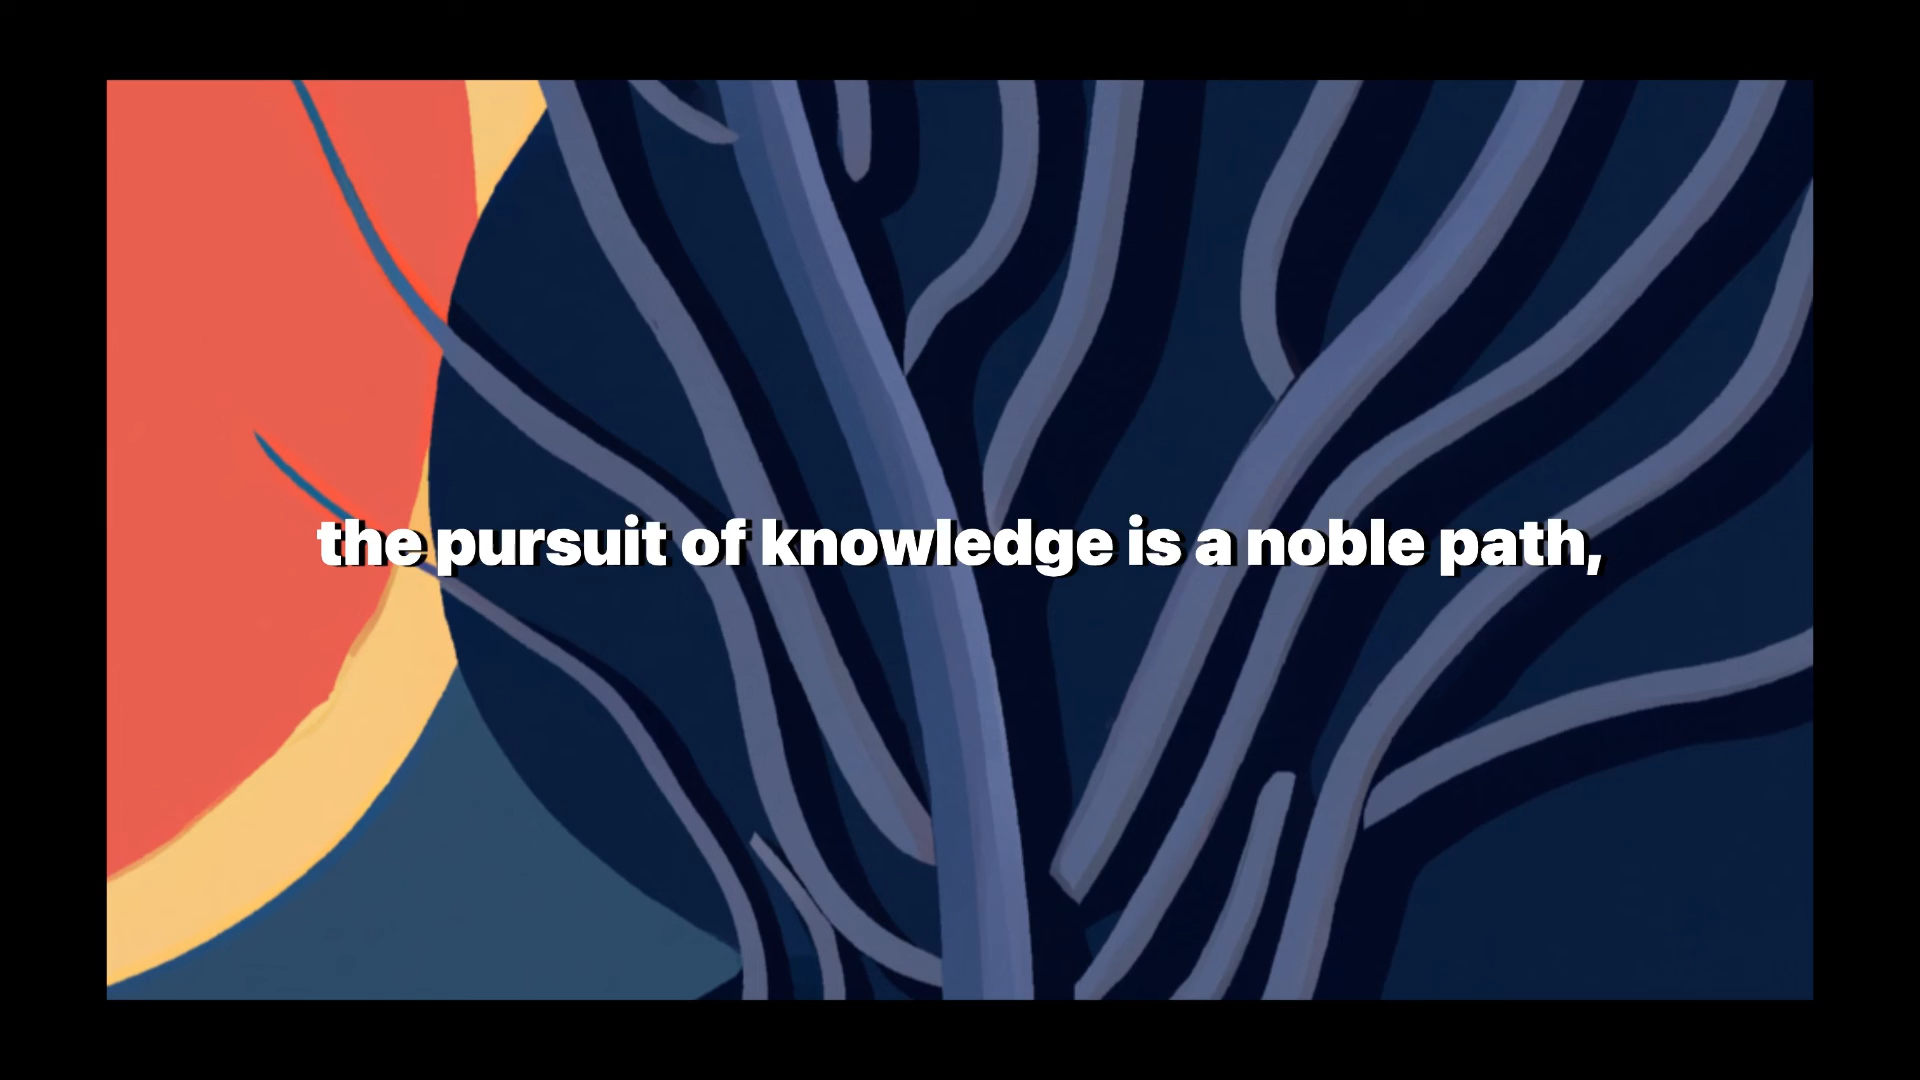 the pursuit of knowledge is a noble path,